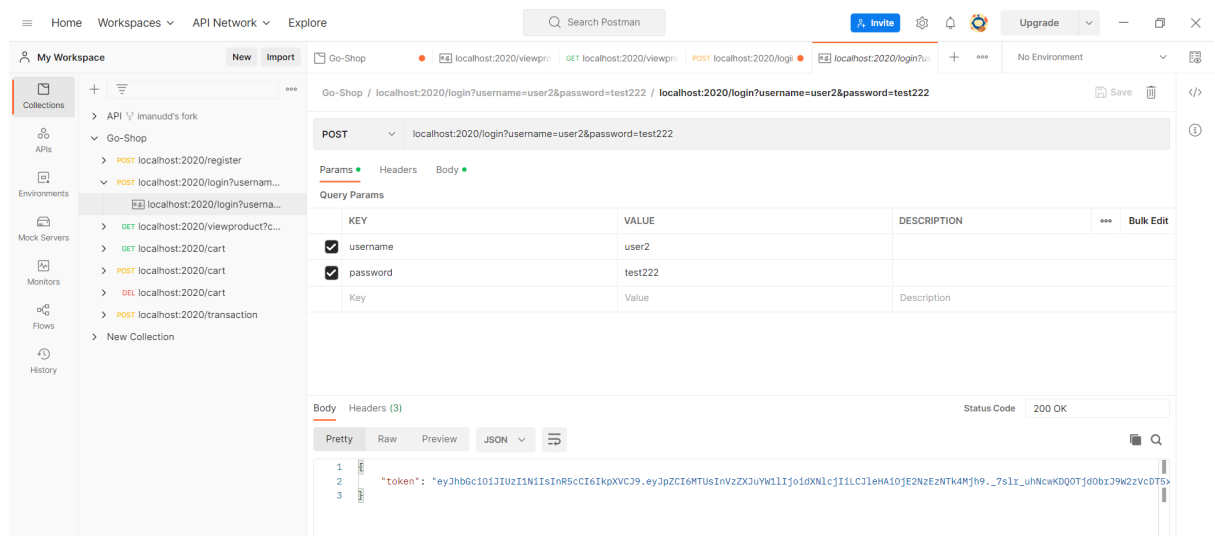 Home Workspaces API Network Explore Search Postman Invite Upgrade
My Workspace New Import Go-Shop localhost:2020/viewpro GET localhost:2020/viewpro POST localhost:2020/logi localhost:2020/login?us No Environment
Collections
APIs
Environments
Mock Servers
Monitors
Flows
History
API imanudd's fork
Go-Shop
POST localhost:2020/register
POST localhost:2020/login?usernam...
e.g. localhost:2020/login?userna...
GET localhost:2020/viewproduct?c...
GET localhost:2020/cart
POST localhost:2020/cart
DEL localhost:2020/cart
POST localhost:2020/transaction
New Collection
Go-Shop / localhost:2020/login?username=user2&password=test222 / localhost:2020/login?username=user2&password=test222 Save
POST localhost:2020/login?username=user2&password=test222
Params Headers Body
Query Params
KEY VALUE DESCRIPTION Bulk Edit
username user2
password test222
Key Value Description
Body Headers (3) Status Code 200 OK
Pretty Raw Preview JSON
1 {
2 "token": "eyJhbGciOiJIUzI1NiIsInR5cCI6IkpXVCJ9.eyJpZCI6MTUsInVzZXJuYW1lIjoidXNlcjIiLCJleHAiOjE2NzEzNTk4Mjh9._7slr_uhNcwKDQOTjdObrJ9W2zVcDT5x
3 }